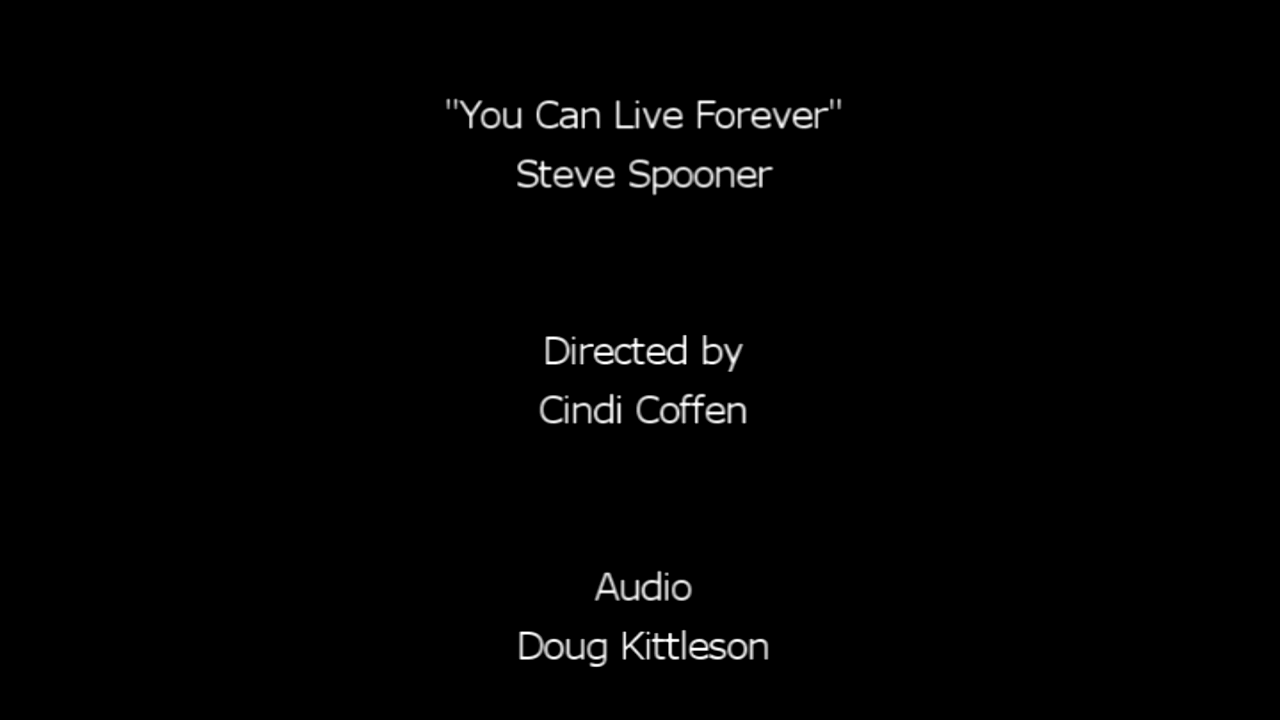 "You Can Live Forever"
Steve Spooner
Directed by
Cindi Coffen
Audio
Doug Kittleson